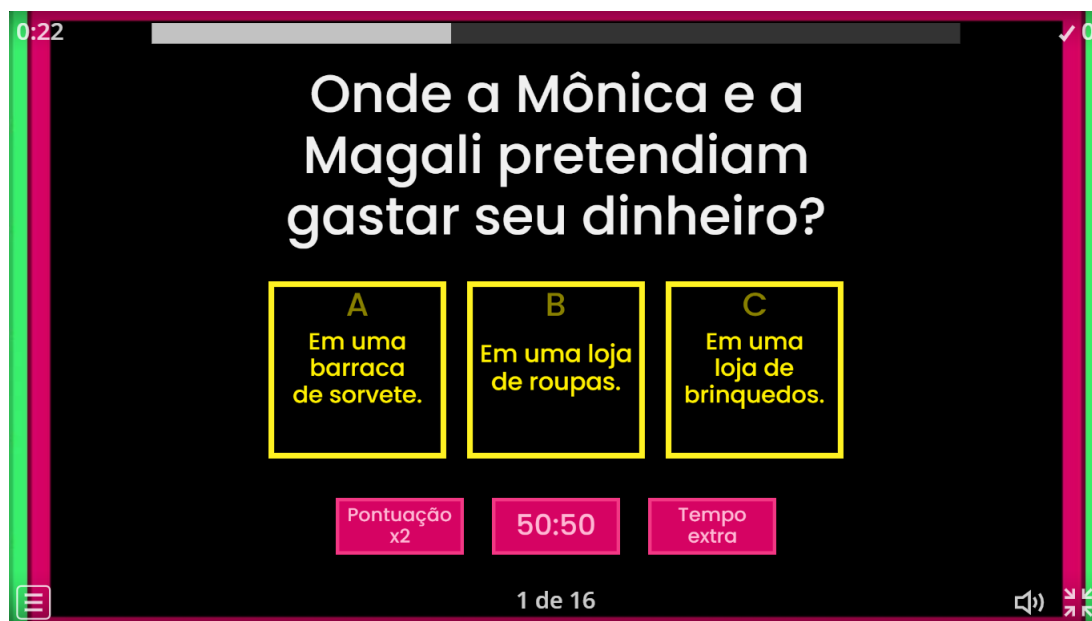 0:22
✓ 0
Onde a Mônica e a
Magali pretendiam
gastar seu dinheiro?
A
Em uma
barraca
de sorvete.
B
Em uma loja
de roupas.
C
Em uma
loja de
brinquedos.
Pontuação
x2
50:50
Tempo
extra
1 de 16